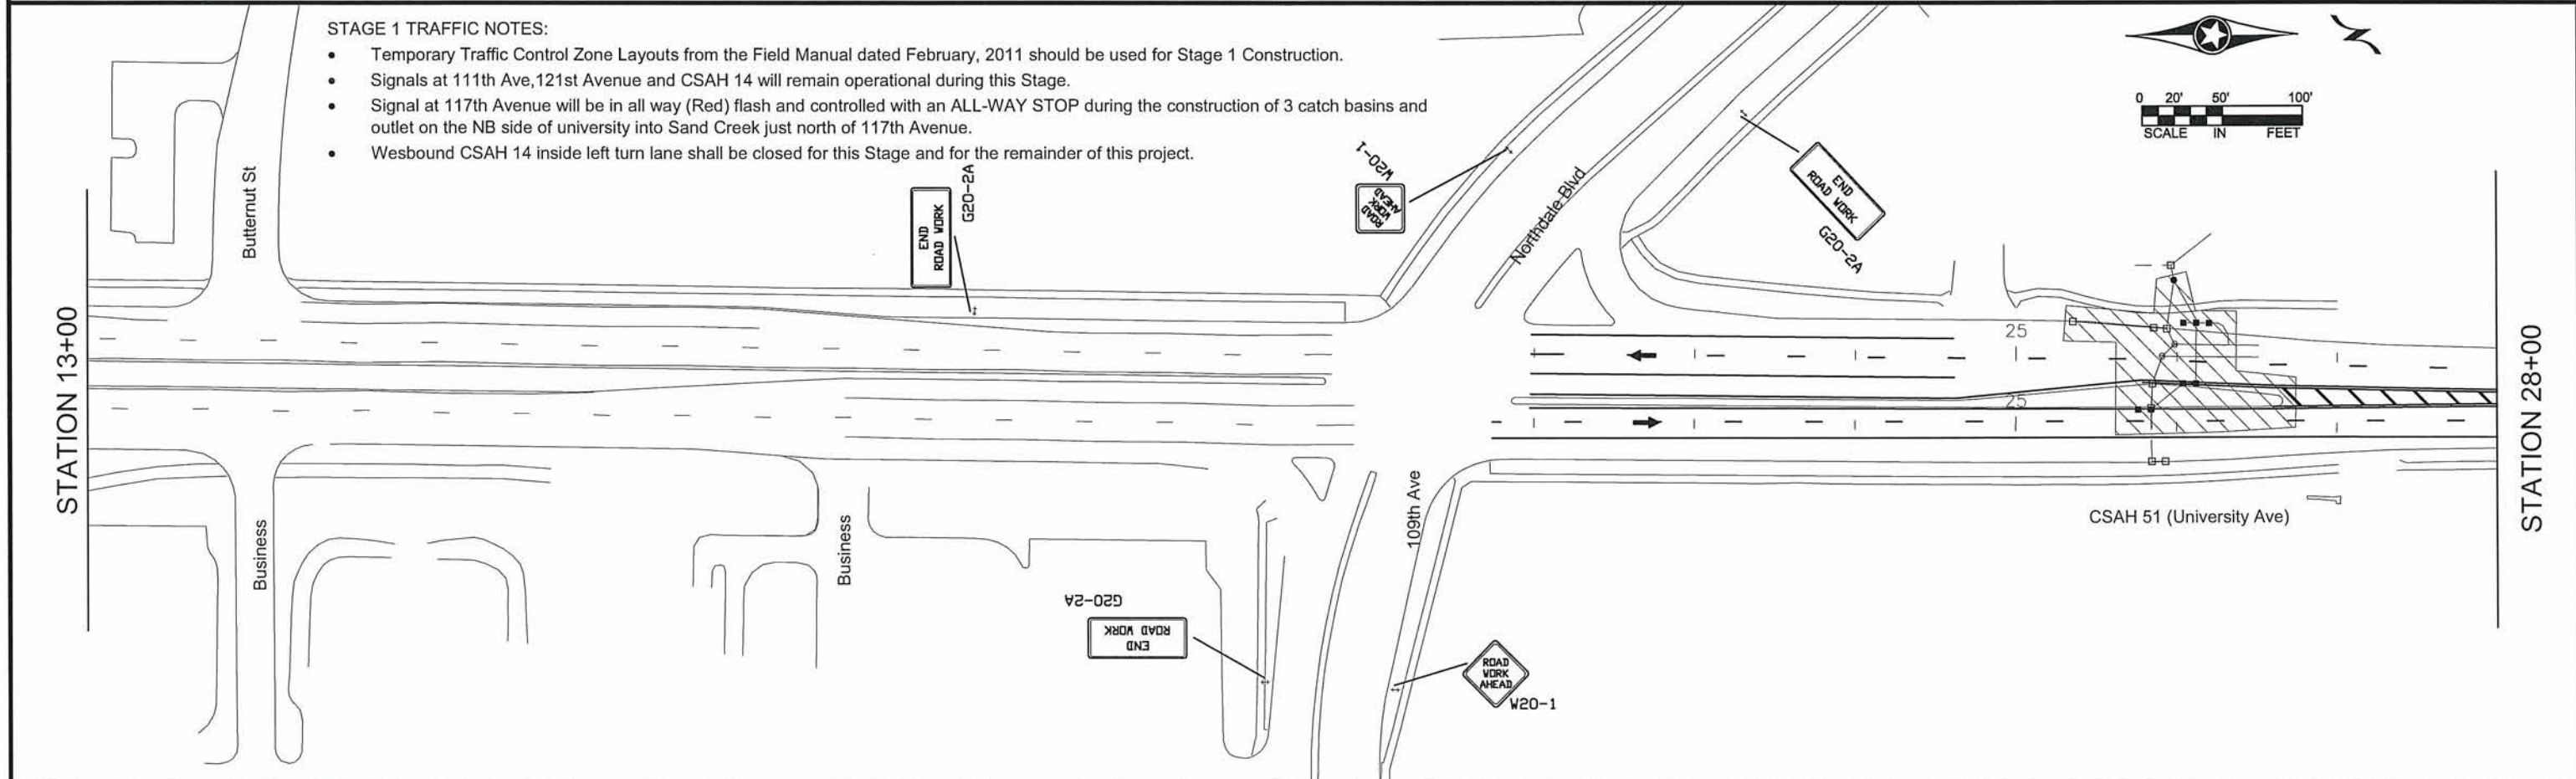 STAGE 1 TRAFFIC NOTES:
• Temporary Traffic Control Zone Layouts from the Field Manual dated February, 2011 should be used for Stage 1 Construction.
• Signals at 111th Ave,121st Avenue and CSAH 14 will remain operational during this Stage.
• Signal at 117th Avenue will be in all way (Red) flash and controlled with an ALL-WAY STOP during the construction of 3 catch basins and
outlet on the NB side of university into Sand Creek just north of 117th Avenue.
• Wesbound CSAH 14 inside left turn lane shall be closed for this Stage and for the remainder of this project.
0 20' 50' 100'
SCALE IN FEET
Butternut St
END
ROAD WORK
G20-2A
W20-1
ROAD
WORK
AHEAD
Northdale Blvd
END
ROAD WORK
G20-2A
STATION 13+00
25
25
STATION 28+00
CSAH 51 (University Ave)
Business
Business
109th Ave
G20-2A
END
ROAD WORK
ROAD
WORK
AHEAD
W20-1